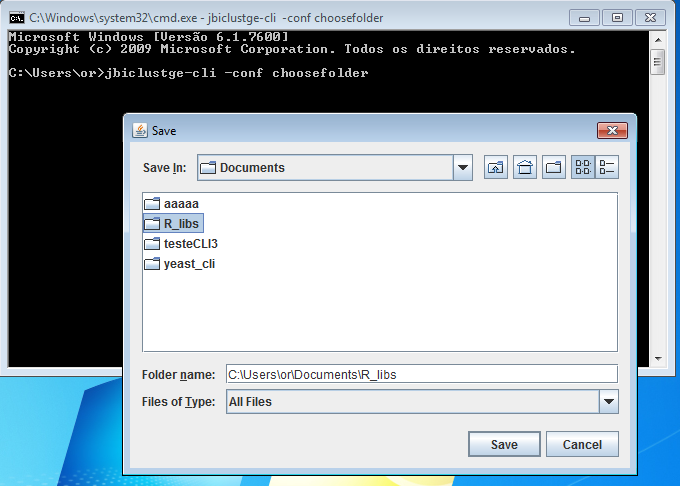 C:\Windows\system32\cmd.exe - jbiclustge-cli -conf choosefolder
Microsoft Windows [Versão 6.1.7600]
Copyright (c) 2009 Microsoft Corporation. Todos os direitos reservados.
C:\Users\or>jbiclustge-cli -conf choosefolder
Save
Save In:
Documents
aaaaa
R_libs
testeCLI3
yeast_cli
Folder name:
C:\Users\or\Documents\R_libs
Files of Type:
All Files
Save
Cancel